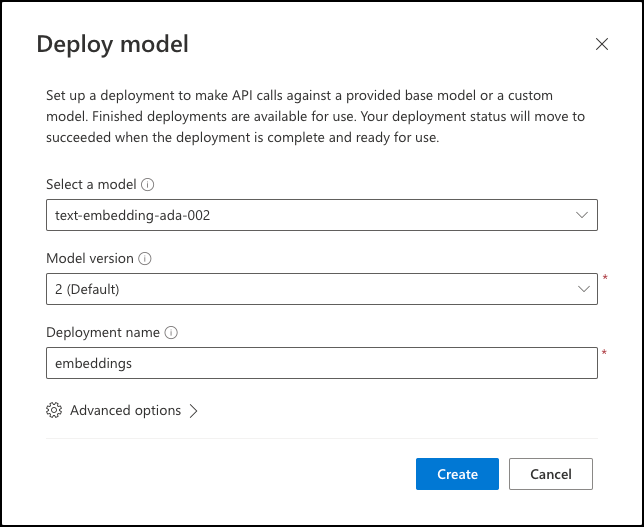 Deploy model
Set up a deployment to make API calls against a provided base model or a custom
model. Finished deployments are available for use. Your deployment status will move to
succeeded when the deployment is complete and ready for use.
Select a model
text-embedding-ada-002
Model version
2 (Default)
*
Deployment name
*
embeddings
Advanced options
Create
Cancel